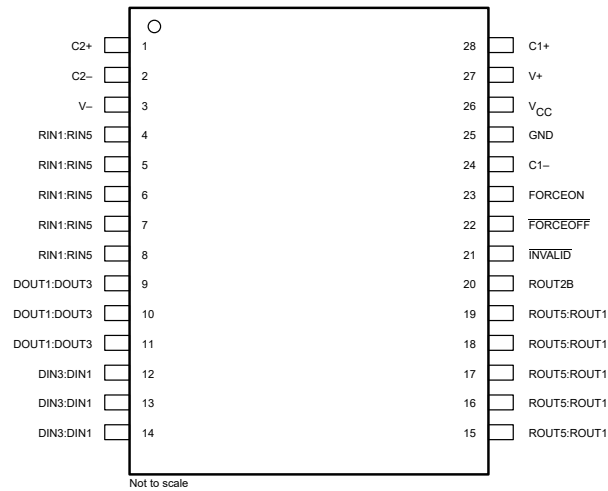 C2+ 1 28 C1+
C2– 2 27 V+
V– 3 26 VCC
RIN1:RIN5 4 25 GND
RIN1:RIN5 5 24 C1–
RIN1:RIN5 6 23 FORCEON
RIN1:RIN5 7 22 FORCEOFF
RIN1:RIN5 8 21 INVALID
DOUT1:DOUT3 9 20 ROUT2B
DOUT1:DOUT3 10 19 ROUT5:ROUT1
DOUT1:DOUT3 11 18 ROUT5:ROUT1
DIN3:DIN1 12 17 ROUT5:ROUT1
DIN3:DIN1 13 16 ROUT5:ROUT1
DIN3:DIN1 14 15 ROUT5:ROUT1
Not to scale